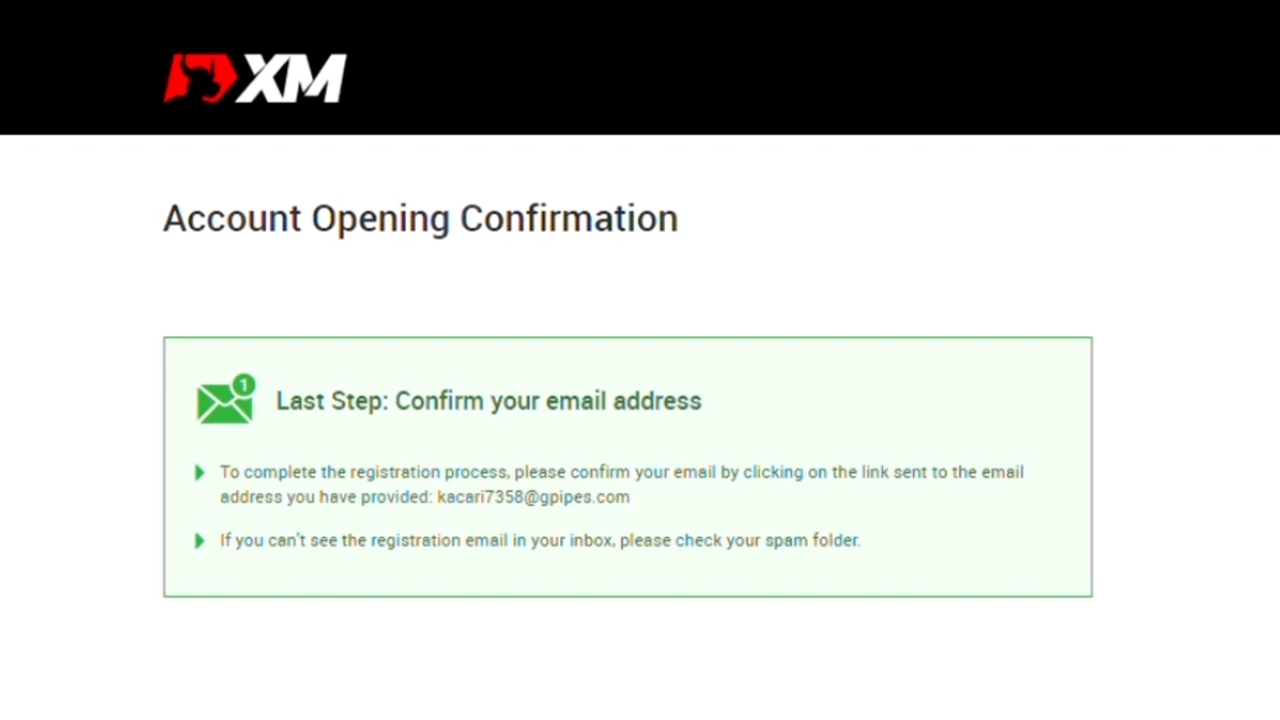 XM
Account Opening Confirmation
1
Last Step: Confirm your email address
To complete the registration process, please confirm your email by clicking on the link sent to the email
address you have provided: kacari7358@gpipes.com
If you can't see the registration email in your inbox, please check your spam folder.